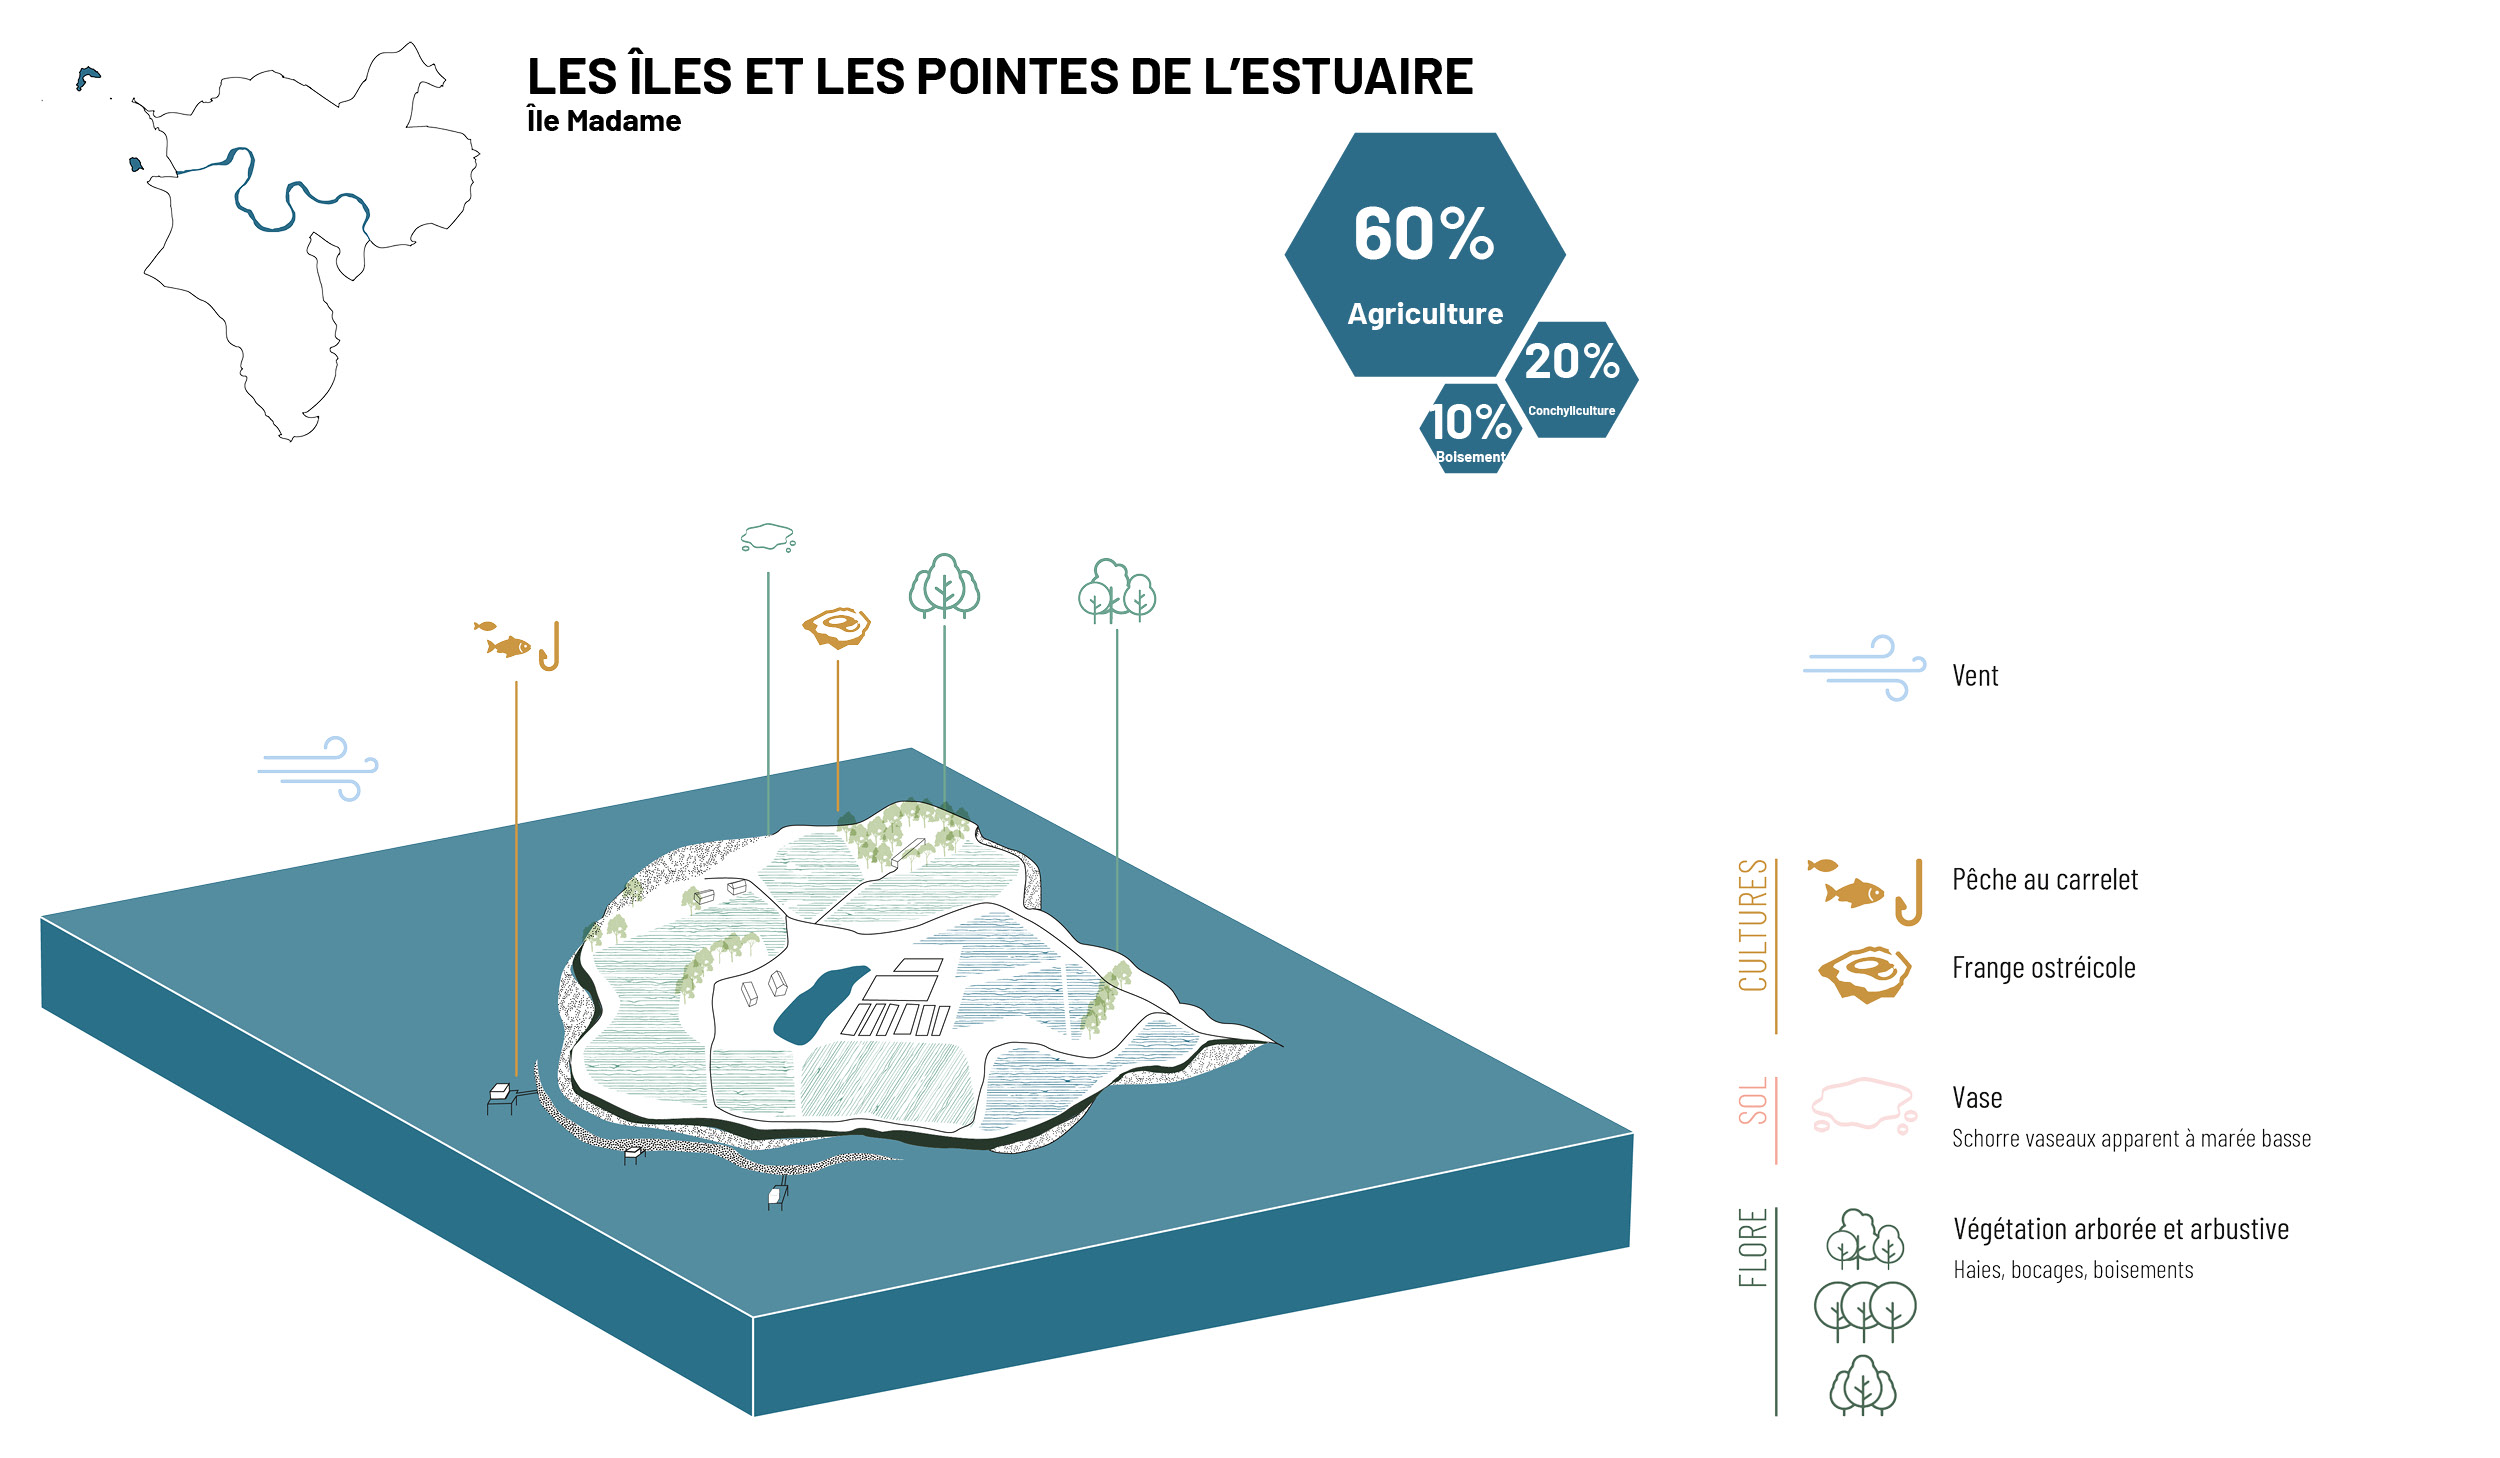 LES ÎLES ET LES POINTES DE L'ESTUAIRE
Île Madame
60%
Agriculture
20%
Conchyliculture
10%
Boisement
Vent
CULTURES
Pêche au carrelet
Frange ostréicole
SOL
Vase
Schorre vaseaux apparent à marée basse
FLORE
Végétation arborée et arbustive
Haies, bocages, boisements